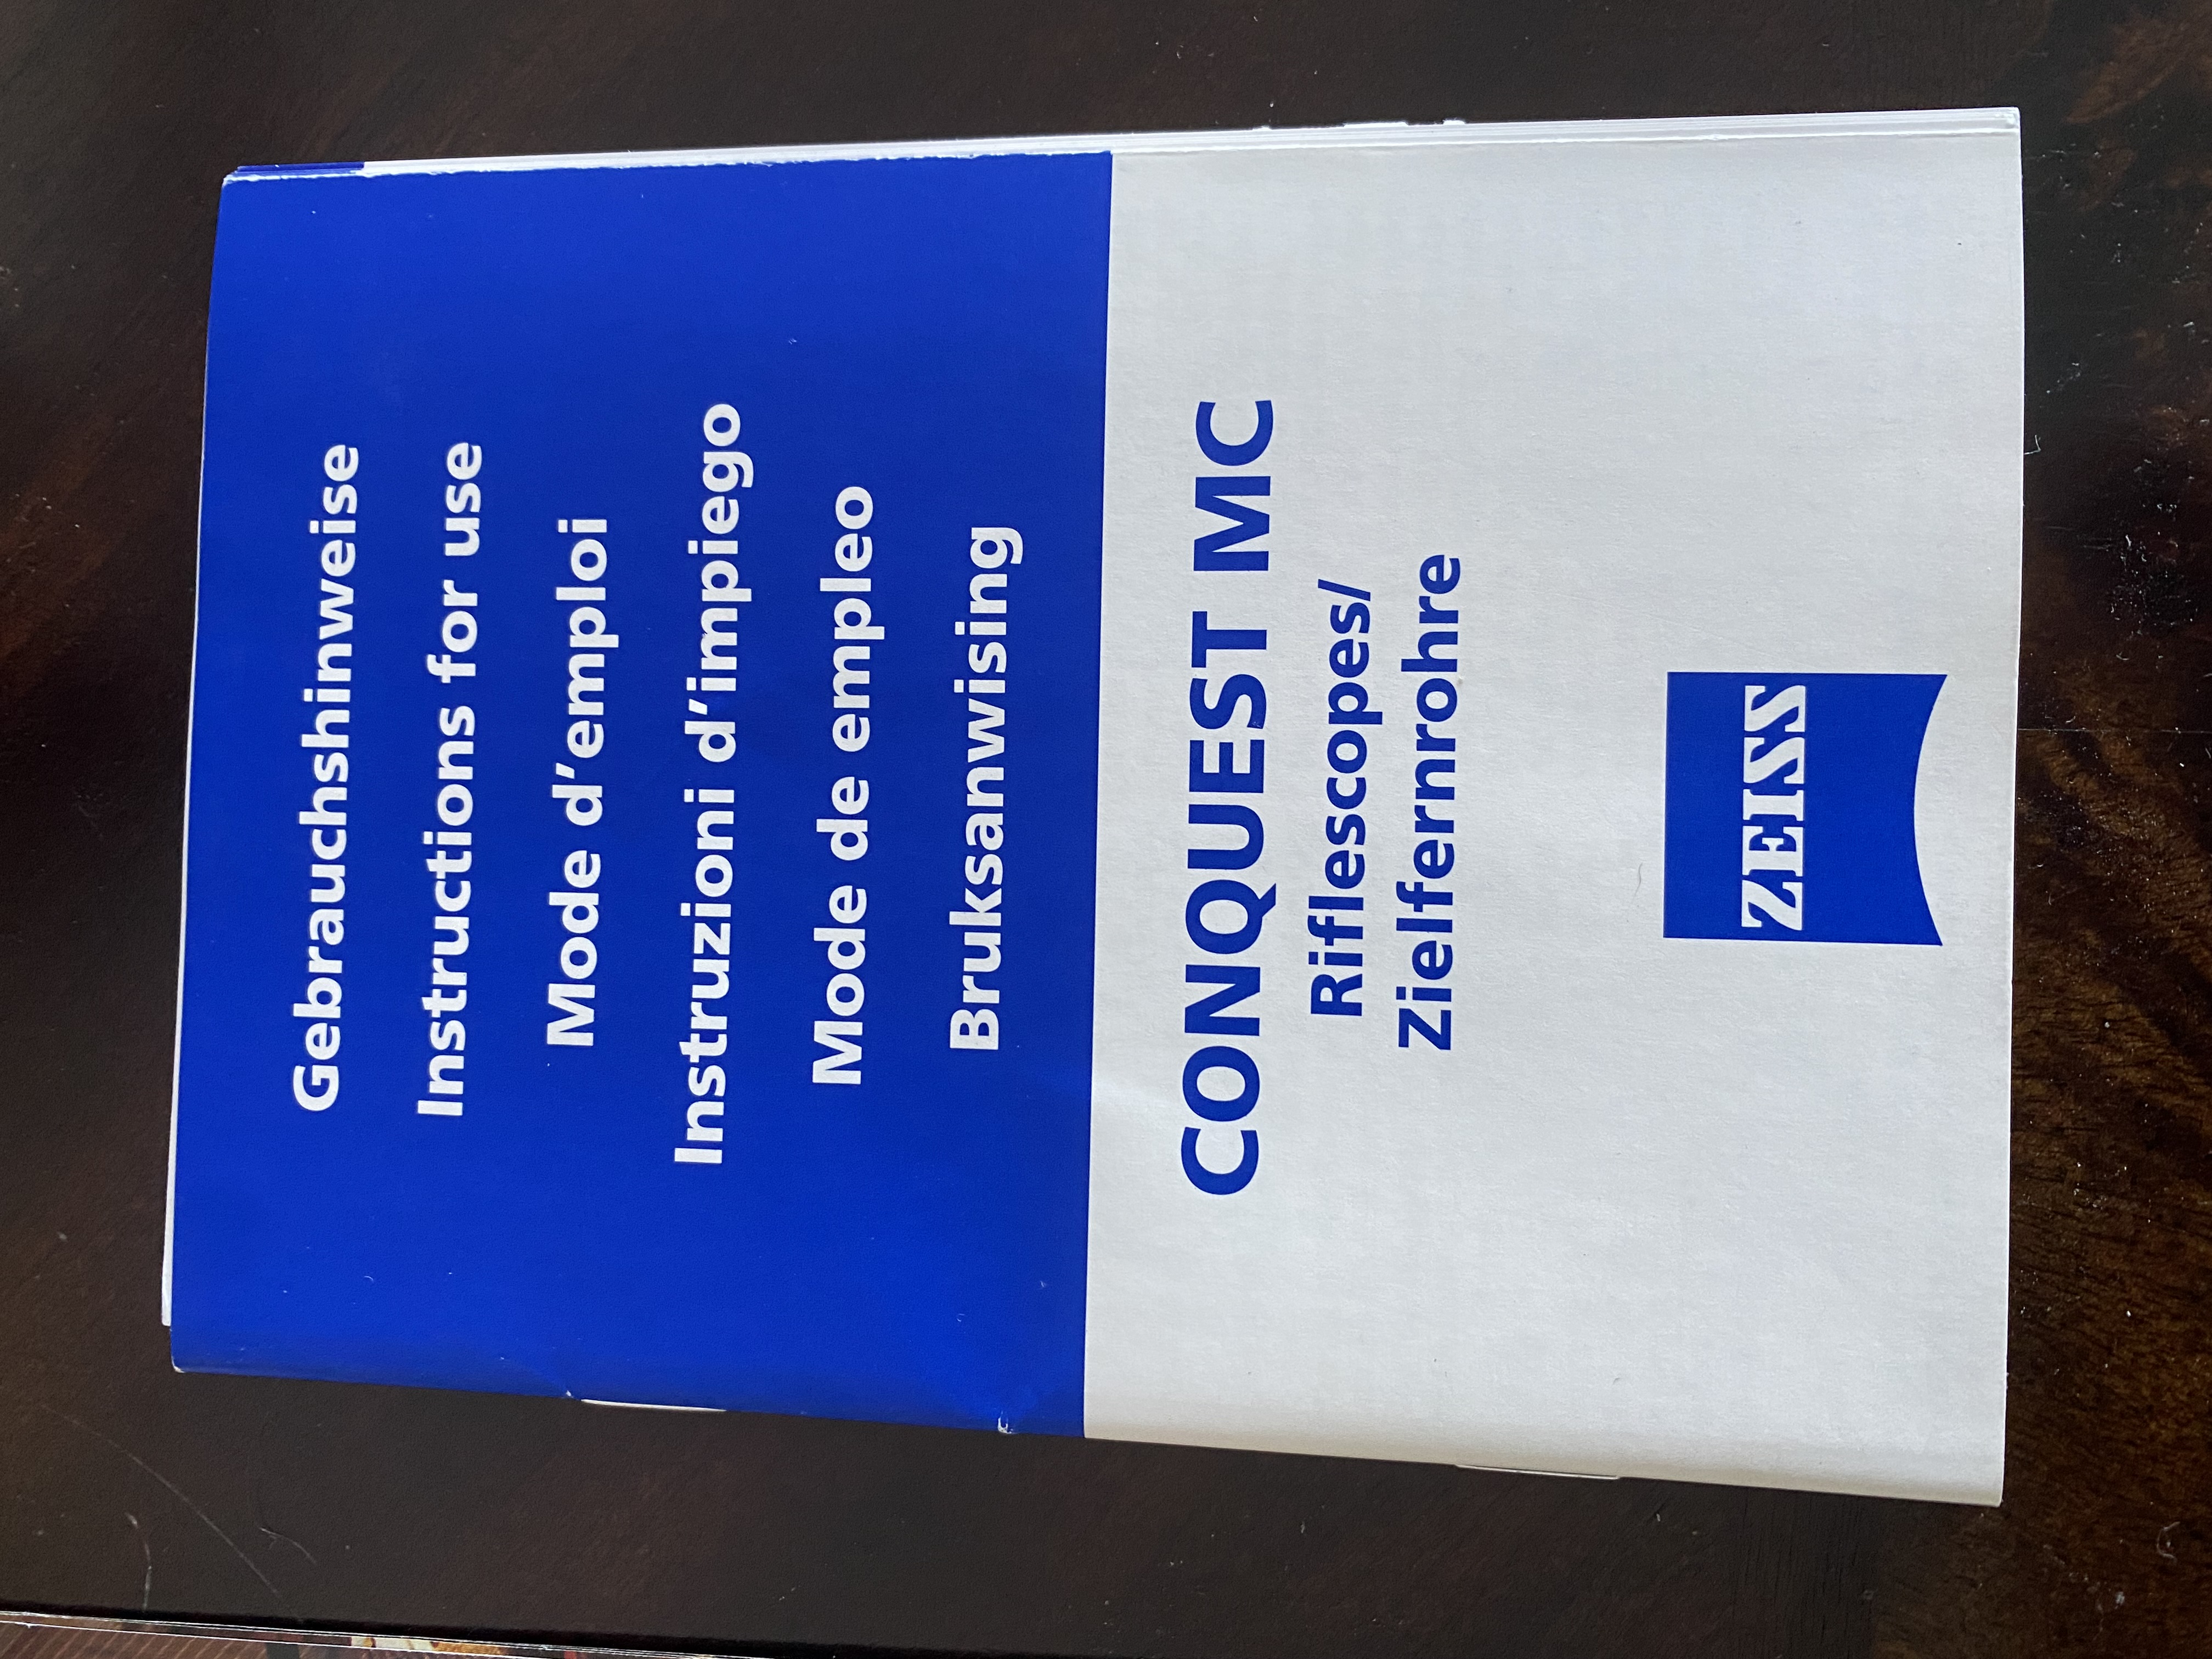 Gebrauchshinweise
Instructions for use
Mode d’emploi
Instruzioni d’impiego
Mode de empleo
Bruksanwising
CONQUEST MC
Riflescopes/
Zielfernrohre
ZEISS